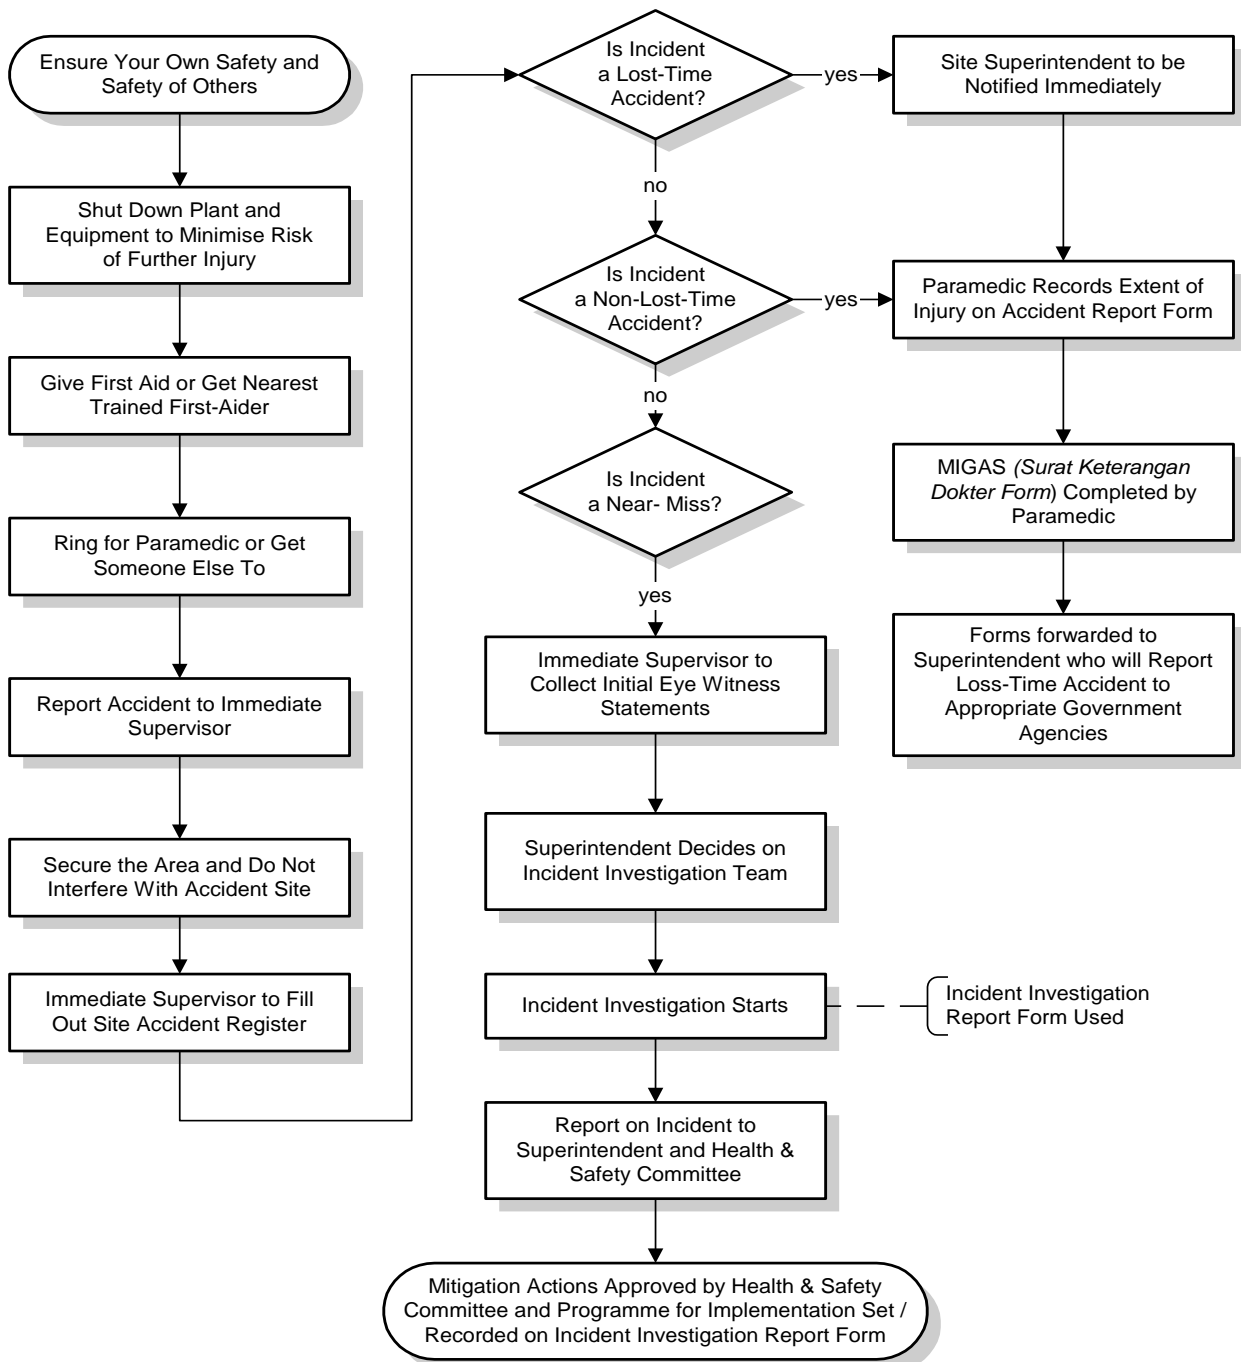 Ensure Your Own Safety and
Safety of Others
Shut Down Plant and
Equipment to Minimise Risk
of Further Injury
Give First Aid or Get Nearest
Trained First-Aider
Ring for Paramedic or Get
Someone Else To
Report Accident to Immediate
Supervisor
Secure the Area and Do Not
Interfere With Accident Site
Immediate Supervisor to Fill
Out Site Accident Register
Is Incident
a Lost-Time
Accident?
yes
Site Superintendent to be
Notified Immediately
no
Is Incident
a Non-Lost-Time
Accident?
yes
Paramedic Records Extent of
Injury on Accident Report Form
no
Is Incident
a Near- Miss?
MIGAS (Surat Keterangan
Dokter Form) Completed by
Paramedic
yes
Immediate Supervisor to
Collect Initial Eye Witness
Statements
Forms forwarded to
Superintendent who will Report
Loss-Time Accident to
Appropriate Government
Agencies
Superintendent Decides on
Incident Investigation Team
Incident Investigation Starts
Incident Investigation
Report Form Used
Report on Incident to
Superintendent and Health &
Safety Committee
Mitigation Actions Approved by Health & Safety
Committee and Programme for Implementation Set /
Recorded on Incident Investigation Report Form